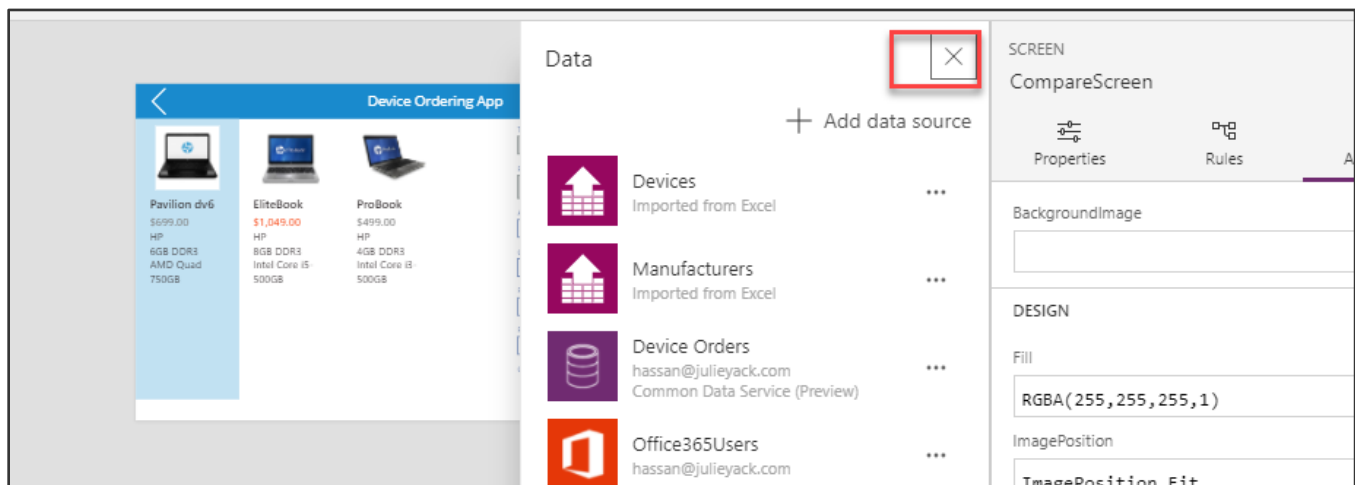 Device Ordering App
Pavilion dv6
$699.00
HP
6GB DDR3
AMD Quad
750GB
EliteBook
$1,049.00
HP
8GB DDR3
Intel Core i5-
500GB
ProBook
$499.00
HP
4GB DDR3
Intel Core i3-
500GB
Data
Add data source
Devices
Imported from Excel
Manufacturers
Imported from Excel
Device Orders
hassan@julieyack.com
Common Data Service (Preview)
Office365Users
hassan@julieyack.com
SCREEN
CompareScreen
Properties
Rules
A
BackgroundImage
DESIGN
Fill
RGBA(255,255,255,1)
ImagePosition
ImagePosition.Fit